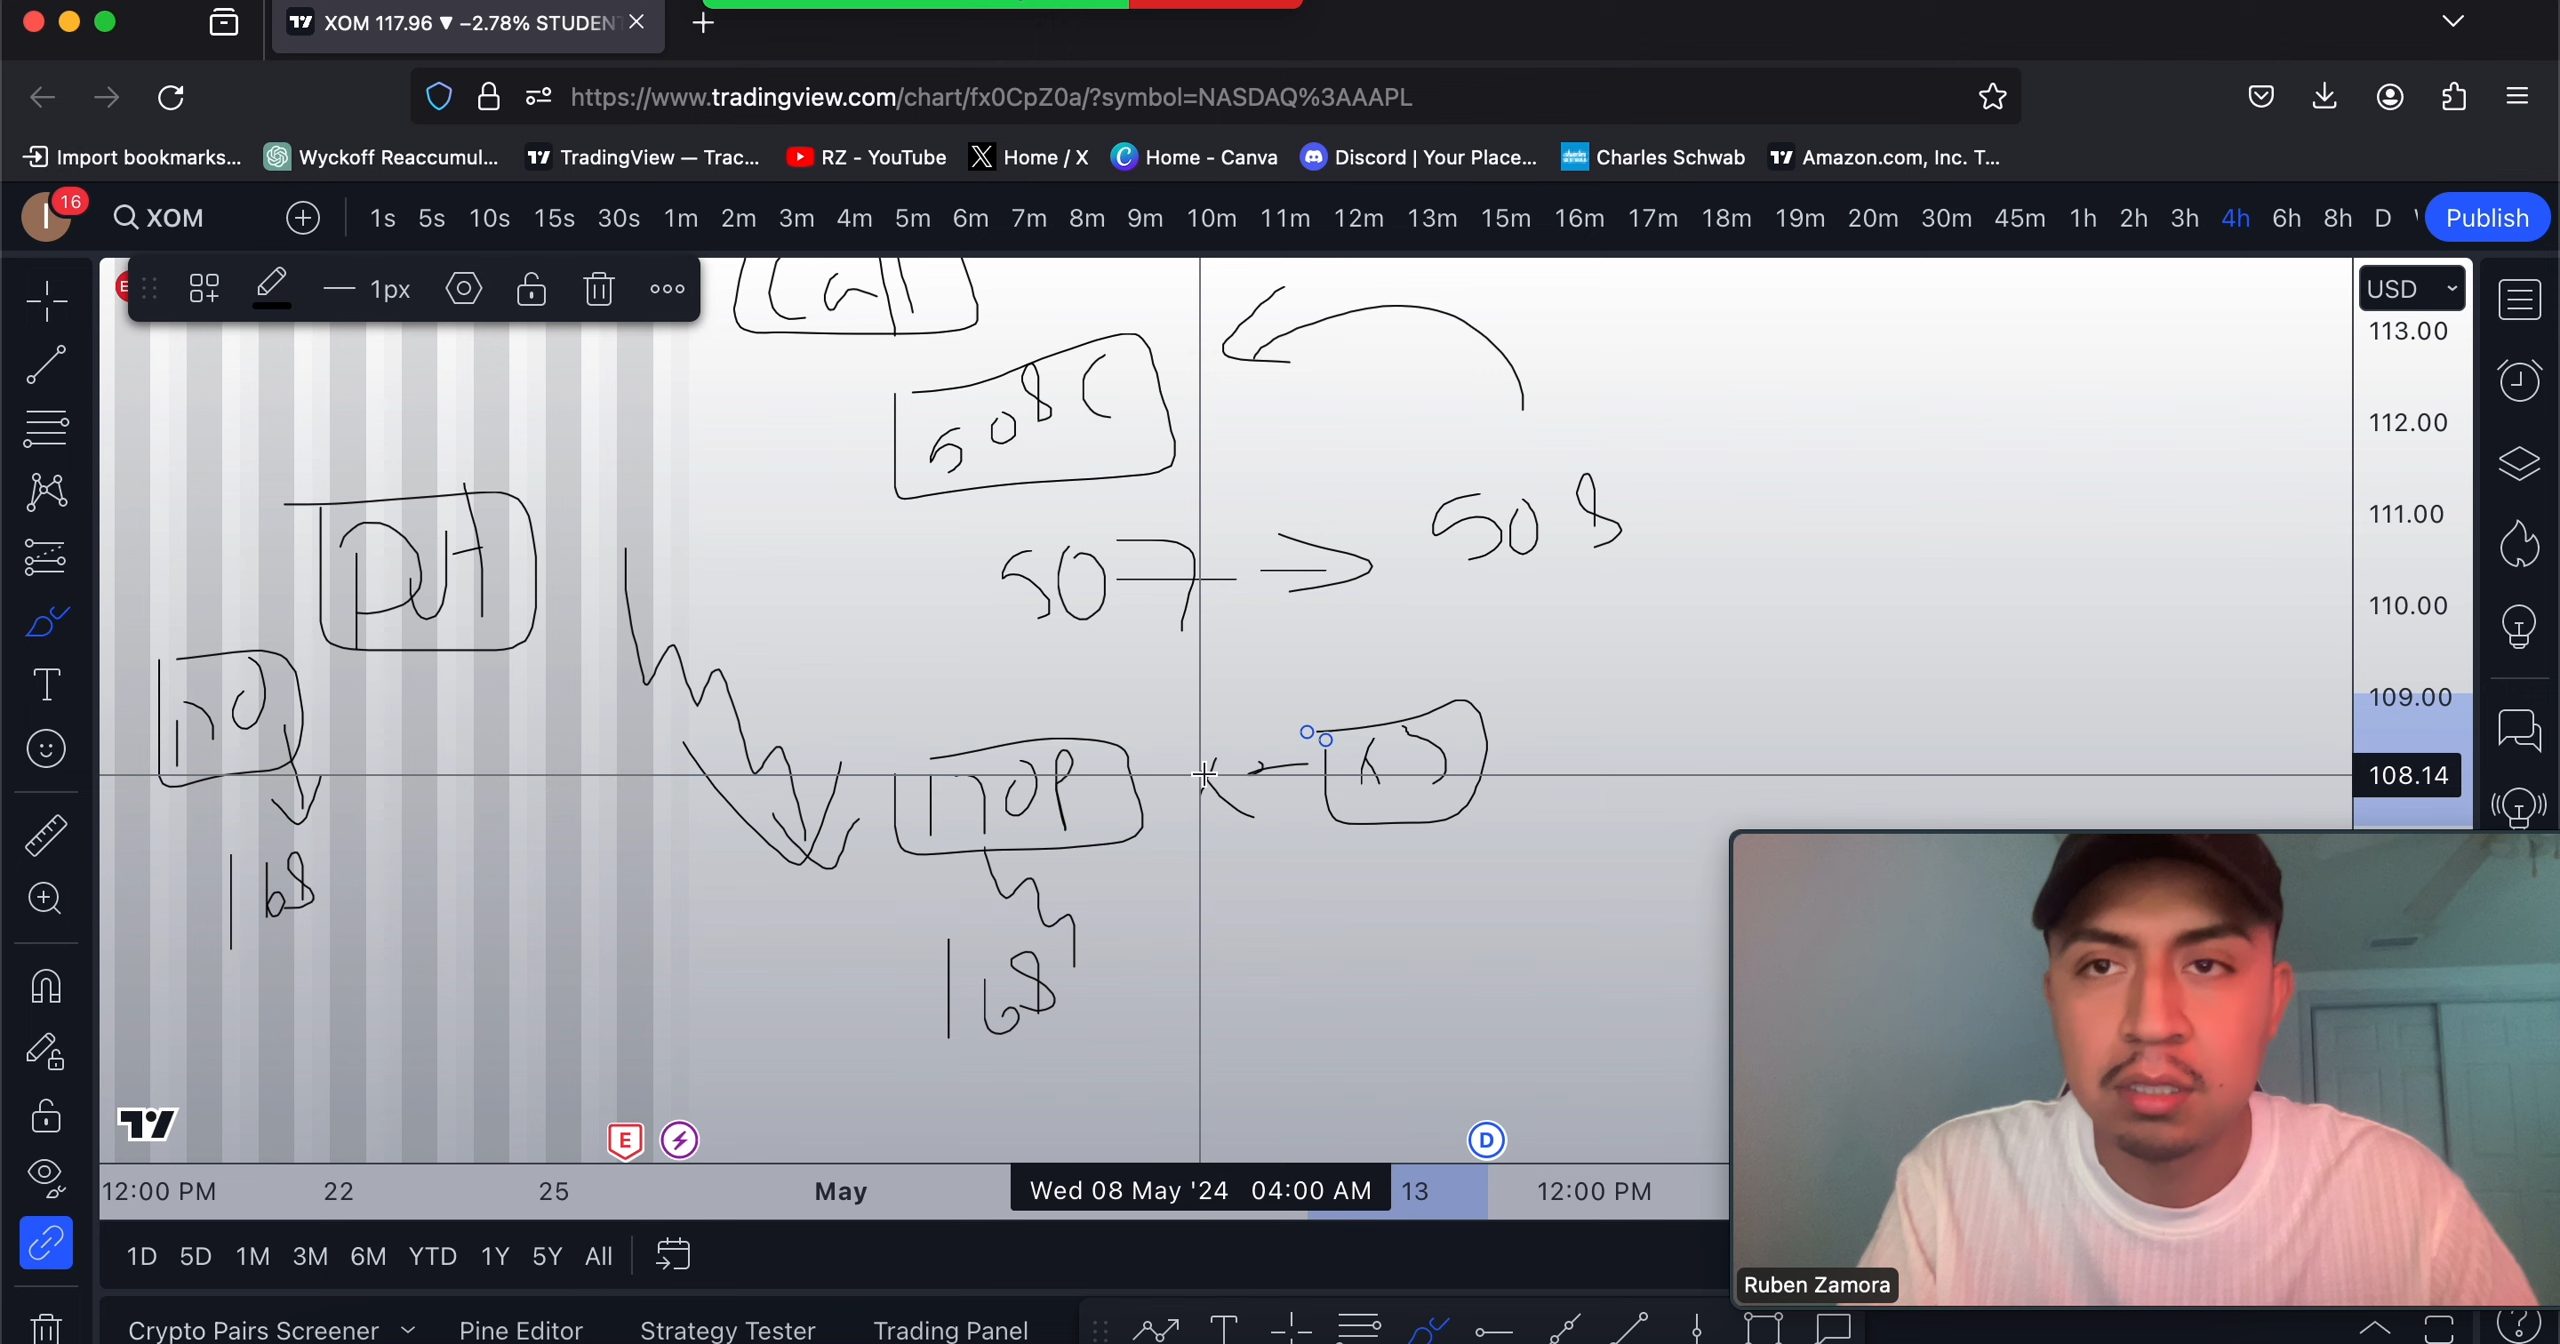 XOM 117.96 ▼ −2.78% STUDEN
https://www.tradingview.com/chart/fx0CpZ0a/?symbol=NASDAQ%3AAAPL
Import bookmarks... Wyckoff Reaccumul... TradingView — Trac... RZ - YouTube Home / X Home - Canva Discord | Your Place... Charles Schwab Amazon.com, Inc. T...
I 16 XOM 1s 5s 10s 15s 30s 1m 2m 3m 4m 5m 6m 7m 8m 9m 10m 11m 12m 13m 15m 16m 17m 18m 19m 20m 30m 45m 1h 2h 3h 4h 6h 8h D Publish
E 1px USD
Call
113.00
508C
112.00
508
111.00
PUT
507
110.00
109.00
108.14
168
168
E D
12:00 PM 22 25 May Wed 08 May '24 04:00 AM 13 12:00 PM
1D 5D 1M 3M 6M YTD 1Y 5Y All
Ruben Zamora
Crypto Pairs Screener Pine Editor Strategy Tester Trading Panel